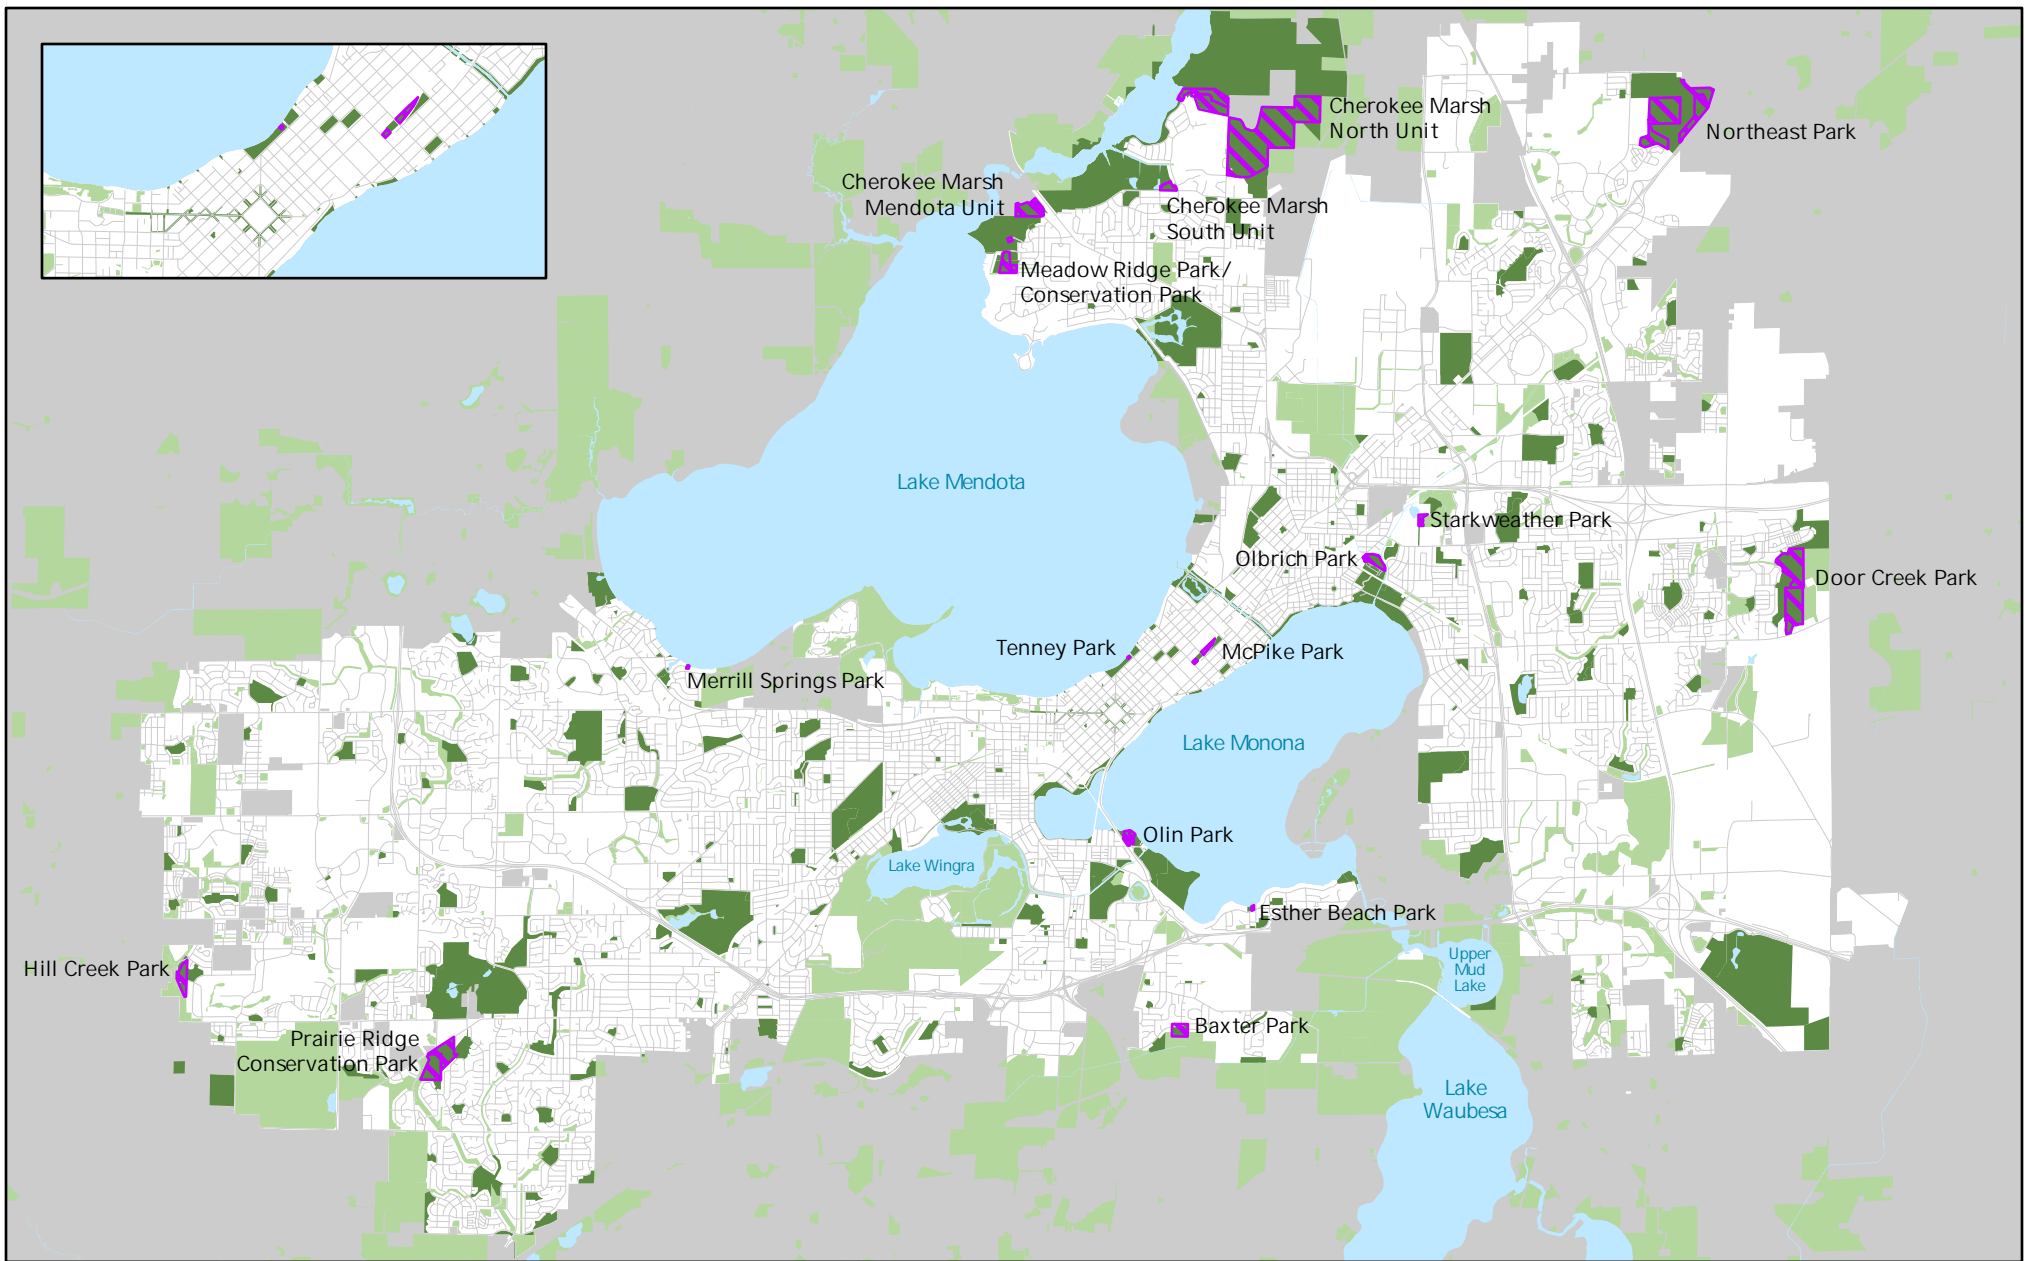 Cherokee Marsh
North Unit
Northeast Park
Cherokee Marsh
Mendota Unit
Cherokee Marsh
South Unit
Meadow Ridge Park/
Conservation Park
Lake Mendota
Starkweather Park
Olbrich Park
Door Creek Park
Tenney Park
McPike Park
Merrill Springs Park
Lake Monona
Olin Park
Lake Wingra
Esther Beach Park
Hill Creek Park
Upper
Mud
Lake
Baxter Park
Prairie Ridge
Conservation Park
Lake
Waubesa